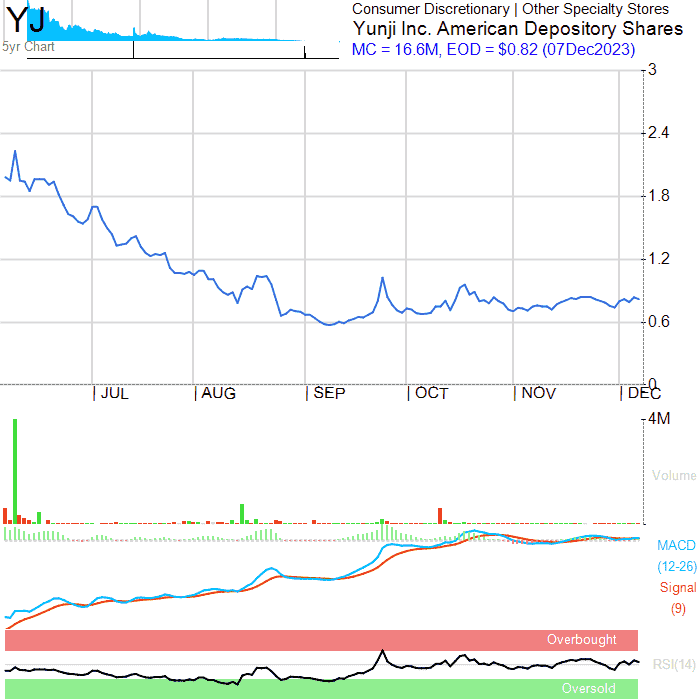 YJ
5yr Chart
Consumer Discretionary | Other Specialty Stores
Yunji Inc. American Depository Shares
MC = 16.6M, EOD = $0.82 (07Dec2023)
3
2.4
1.8
1.2
0.6
0
JUL AUG SEP OCT NOV DEC
4M
Volume
MACD
(12-26)
Signal
(9)
Overbought
RSI(14)
Oversold